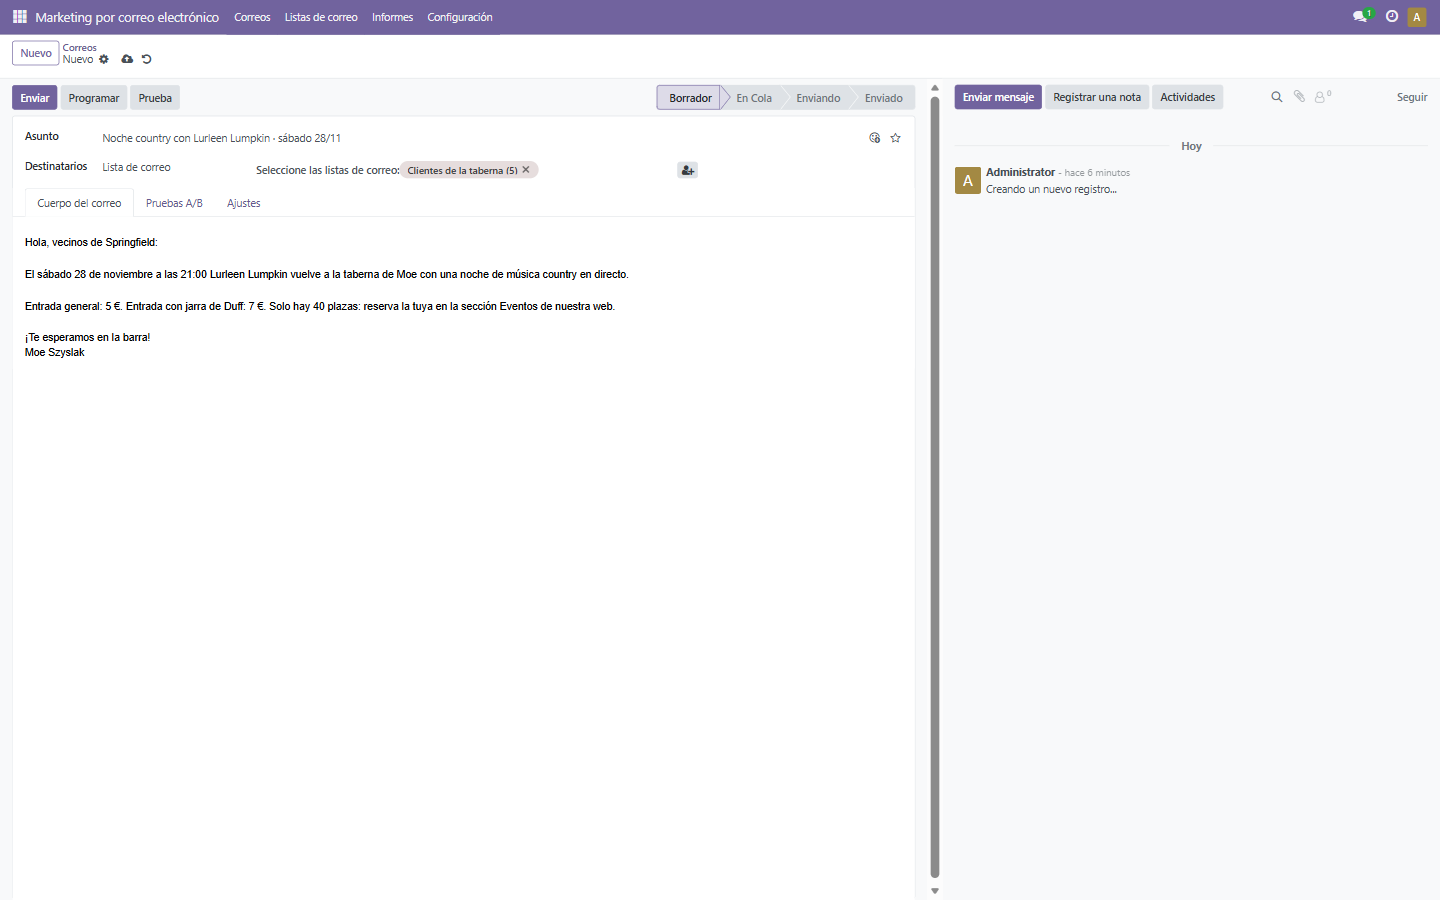 Marketing por correo electrónico Correos Listas de correo Informes Configuración 1 A
Nuevo Correos
Nuevo
Enviar Programar Prueba Borrador En Cola Enviando Enviado
Enviar mensaje Registrar una nota Actividades 0 Seguir
Asunto Noche country con Lurleen Lumpkin · sábado 28/11
Destinatarios Lista de correo Seleccione las listas de correo: Clientes de la taberna (5)
Cuerpo del correo Pruebas A/B Ajustes
Hola, vecinos de Springfield:
El sábado 28 de noviembre a las 21:00 Lurleen Lumpkin vuelve a la taberna de Moe con una noche de música country en directo.
Entrada general: 5 €. Entrada con jarra de Duff: 7 €. Solo hay 40 plazas: reserva la tuya en la sección Eventos de nuestra web.
¡Te esperamos en la barra!
Moe Szyslak
Hoy
A Administrator - hace 6 minutos
Creando un nuevo registro...